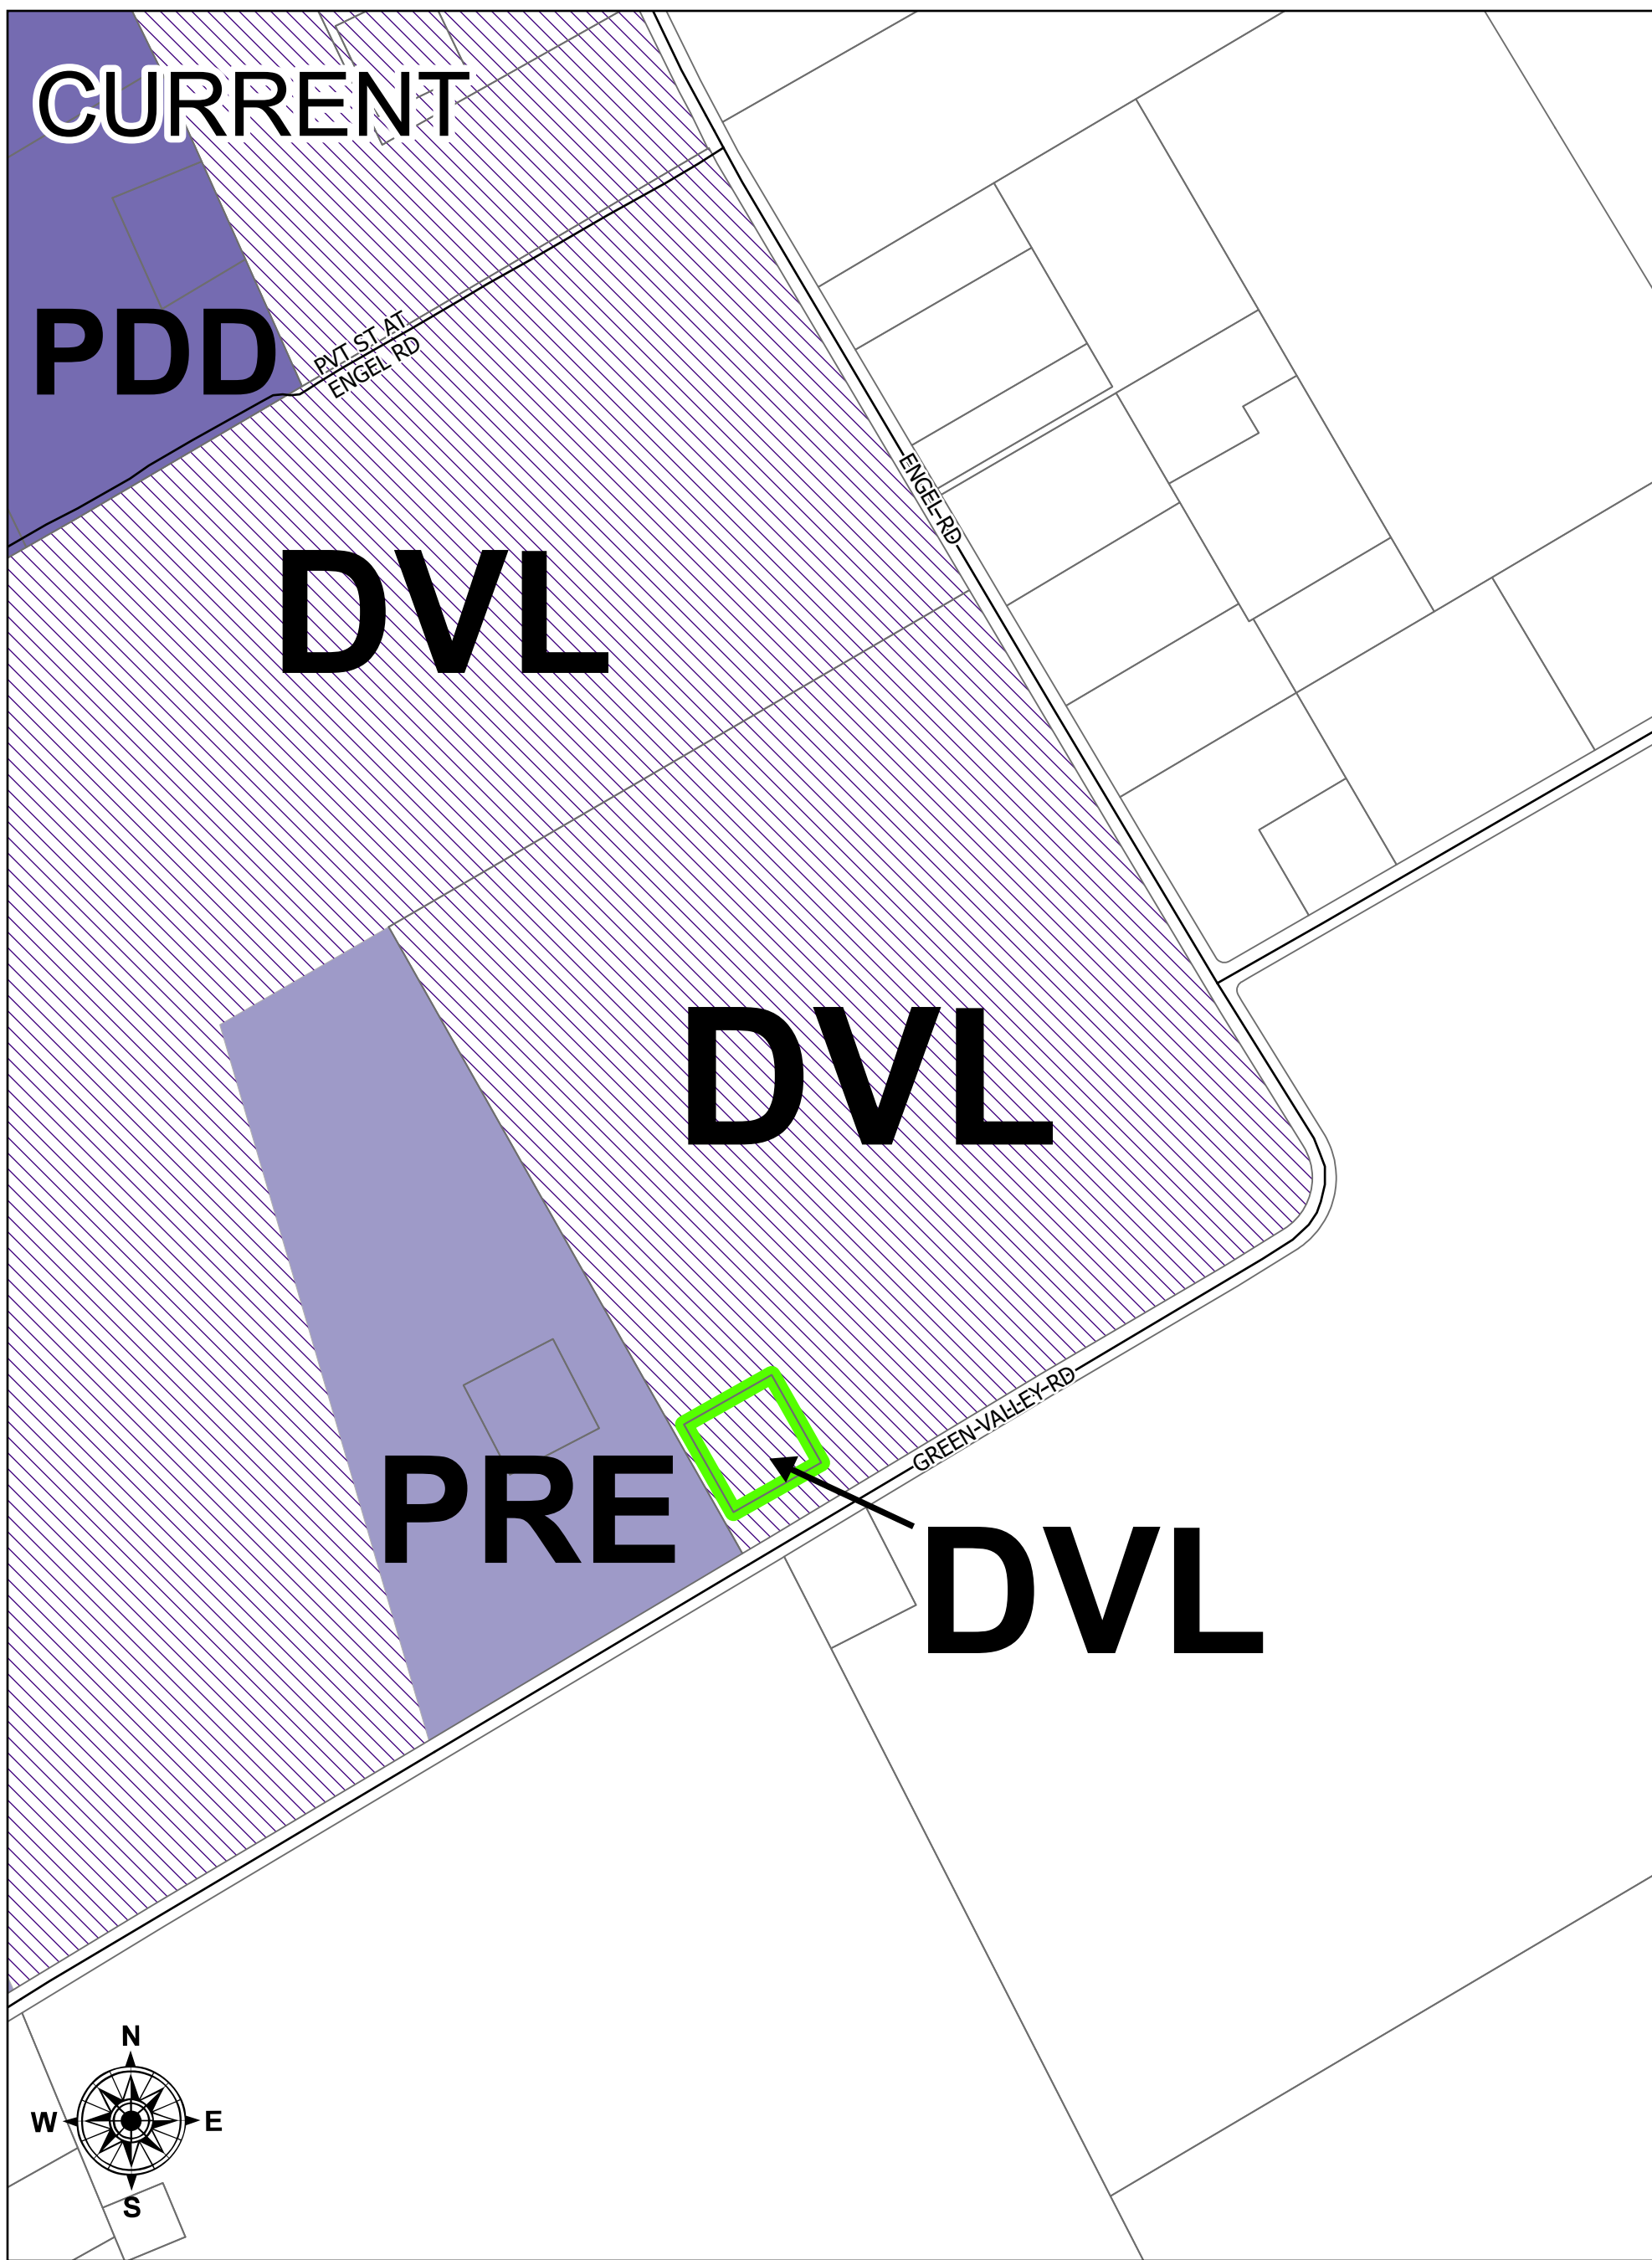 CURRENT
PDD
PVT ST AT
ENGEL RD
ENGEL RD
DVL
DVL
GREEN VALLEY RD
PRE
DVL
N
W
E
S